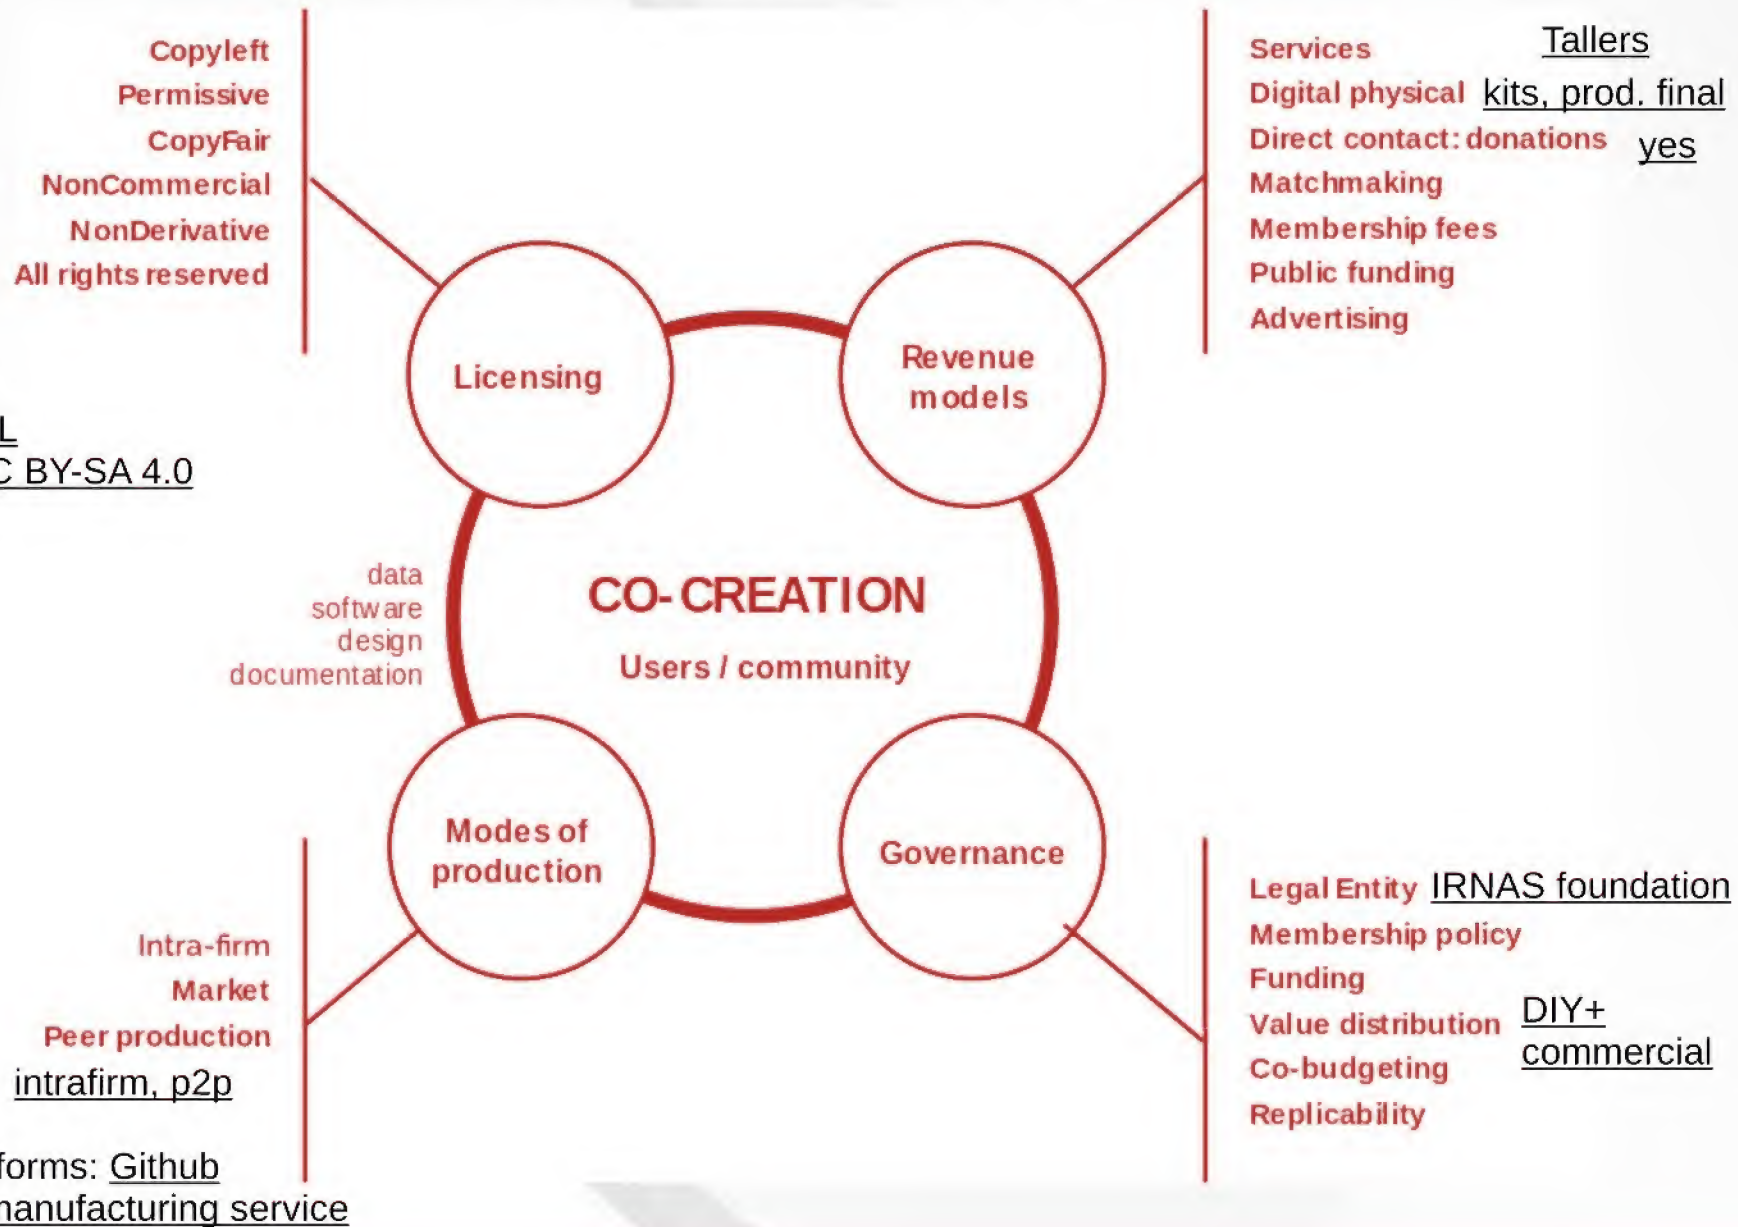 Copyleft
Permissive
CopyFair
NonCommercial
NonDerivative
All rights reserved
L
C BY-SA 4.0
Services Tallers
Digital physical kits, prod. final
Direct contact: donations yes
Matchmaking
Membership fees
Public funding
Advertising
Licensing
Revenue
models
data
software
design
documentation
CO-CREATION
Users / community
Modes of
production
Governance
Intra-firm
Market
Peer production
intrafirm, p2p
forms: Github
manufacturing service
Legal Entity IRNAS foundation
Membership policy
Funding
Value distribution DIY+
commercial
Co-budgeting
Replicability